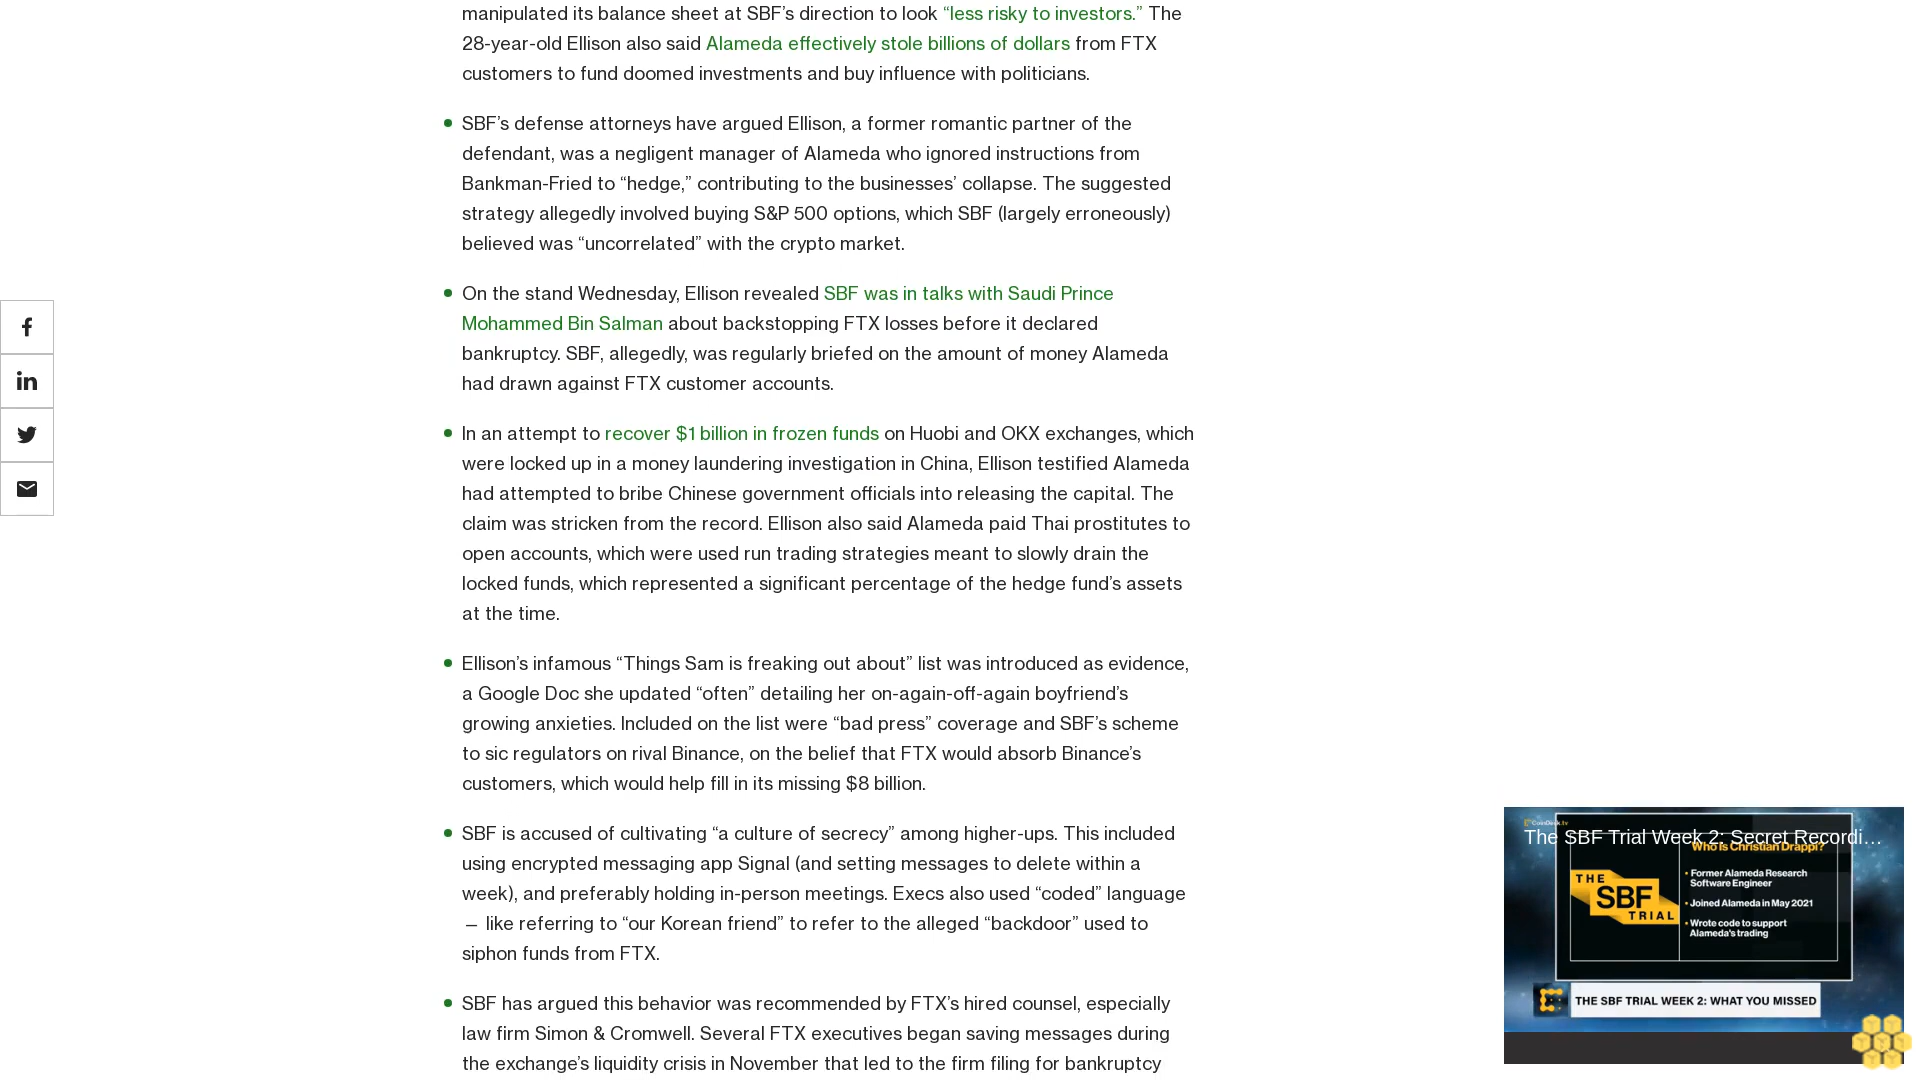 manipulated its balance sheet at SBF’s direction to look “less risky to investors.” The
28-year-old Ellison also said Alameda effectively stole billions of dollars from FTX
customers to fund doomed investments and buy influence with politicians.
SBF’s defense attorneys have argued Ellison, a former romantic partner of the
defendant, was a negligent manager of Alameda who ignored instructions from
Bankman-Fried to “hedge,” contributing to the businesses’ collapse. The suggested
strategy allegedly involved buying S&P 500 options, which SBF (largely erroneously)
believed was “uncorrelated” with the crypto market.
On the stand Wednesday, Ellison revealed SBF was in talks with Saudi Prince
Mohammed Bin Salman about backstopping FTX losses before it declared
bankruptcy. SBF, allegedly, was regularly briefed on the amount of money Alameda
had drawn against FTX customer accounts.
In an attempt to recover $1 billion in frozen funds on Huobi and OKX exchanges, which
were locked up in a money laundering investigation in China, Ellison testified Alameda
had attempted to bribe Chinese government officials into releasing the capital. The
claim was stricken from the record. Ellison also said Alameda paid Thai prostitutes to
open accounts, which were used run trading strategies meant to slowly drain the
locked funds, which represented a significant percentage of the hedge fund’s assets
at the time.
Ellison’s infamous “Things Sam is freaking out about” list was introduced as evidence,
a Google Doc she updated “often” detailing her on-again-off-again boyfriend’s
growing anxieties. Included on the list were “bad press” coverage and SBF’s scheme
to sic regulators on rival Binance, on the belief that FTX would absorb Binance’s
customers, which would help fill in its missing $8 billion.
SBF is accused of cultivating “a culture of secrecy” among higher-ups. This included
using encrypted messaging app Signal (and setting messages to delete within a
week), and preferably holding in-person meetings. Execs also used “coded” language
— like referring to “our Korean friend” to refer to the alleged “backdoor” used to
siphon funds from FTX.
SBF has argued this behavior was recommended by FTX’s hired counsel, especially
law firm Simon & Cromwell. Several FTX executives began saving messages during
the exchange’s liquidity crisis in November that led to the firm filing for bankruptcy
CoinDesk.tv
The SBF Trial Week 2: Secret Recordi…
Who is Christian Drappi?
THE
SBF
TRIAL
Former Alameda Research
Software Engineer
Joined Alameda in May 2021
Wrote code to support
Alameda's trading
THE SBF TRIAL WEEK 2: WHAT YOU MISSED